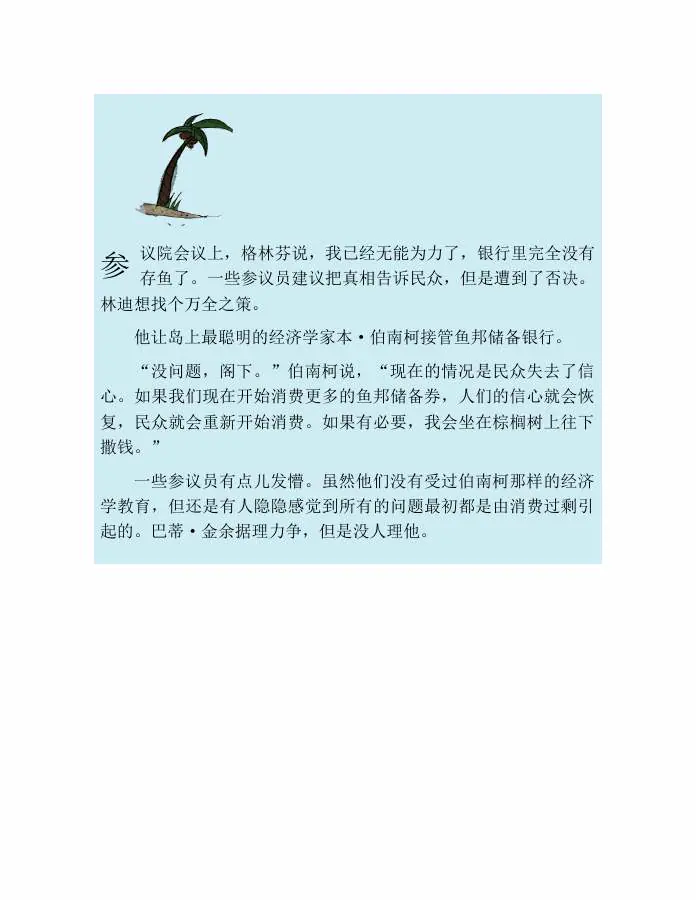 参议院会议上，格林芬说，我已经无能为力了，银行里完全没有
存鱼了。一些参议员建议把真相告诉民众，但是遭到了否决。
林迪想找个万全之策。
他让岛上最聪明的经济学家本·伯南柯接管鱼邦储备银行。
“没问题，阁下。”伯南柯说，“现在的情况是民众失去了信
心。如果我们现在开始消费更多的鱼邦储备券，人们的信心就会恢
复，民众就会重新开始消费。如果有必要，我会坐在棕榈树上往下
撒钱。”
一些参议员有点儿发懵。虽然他们没有受过伯南柯那样的经济
学教育，但还是有人隐隐感觉到所有的问题最初都是由消费过剩引
起的。巴蒂·金余据理力争，但是没人理他。